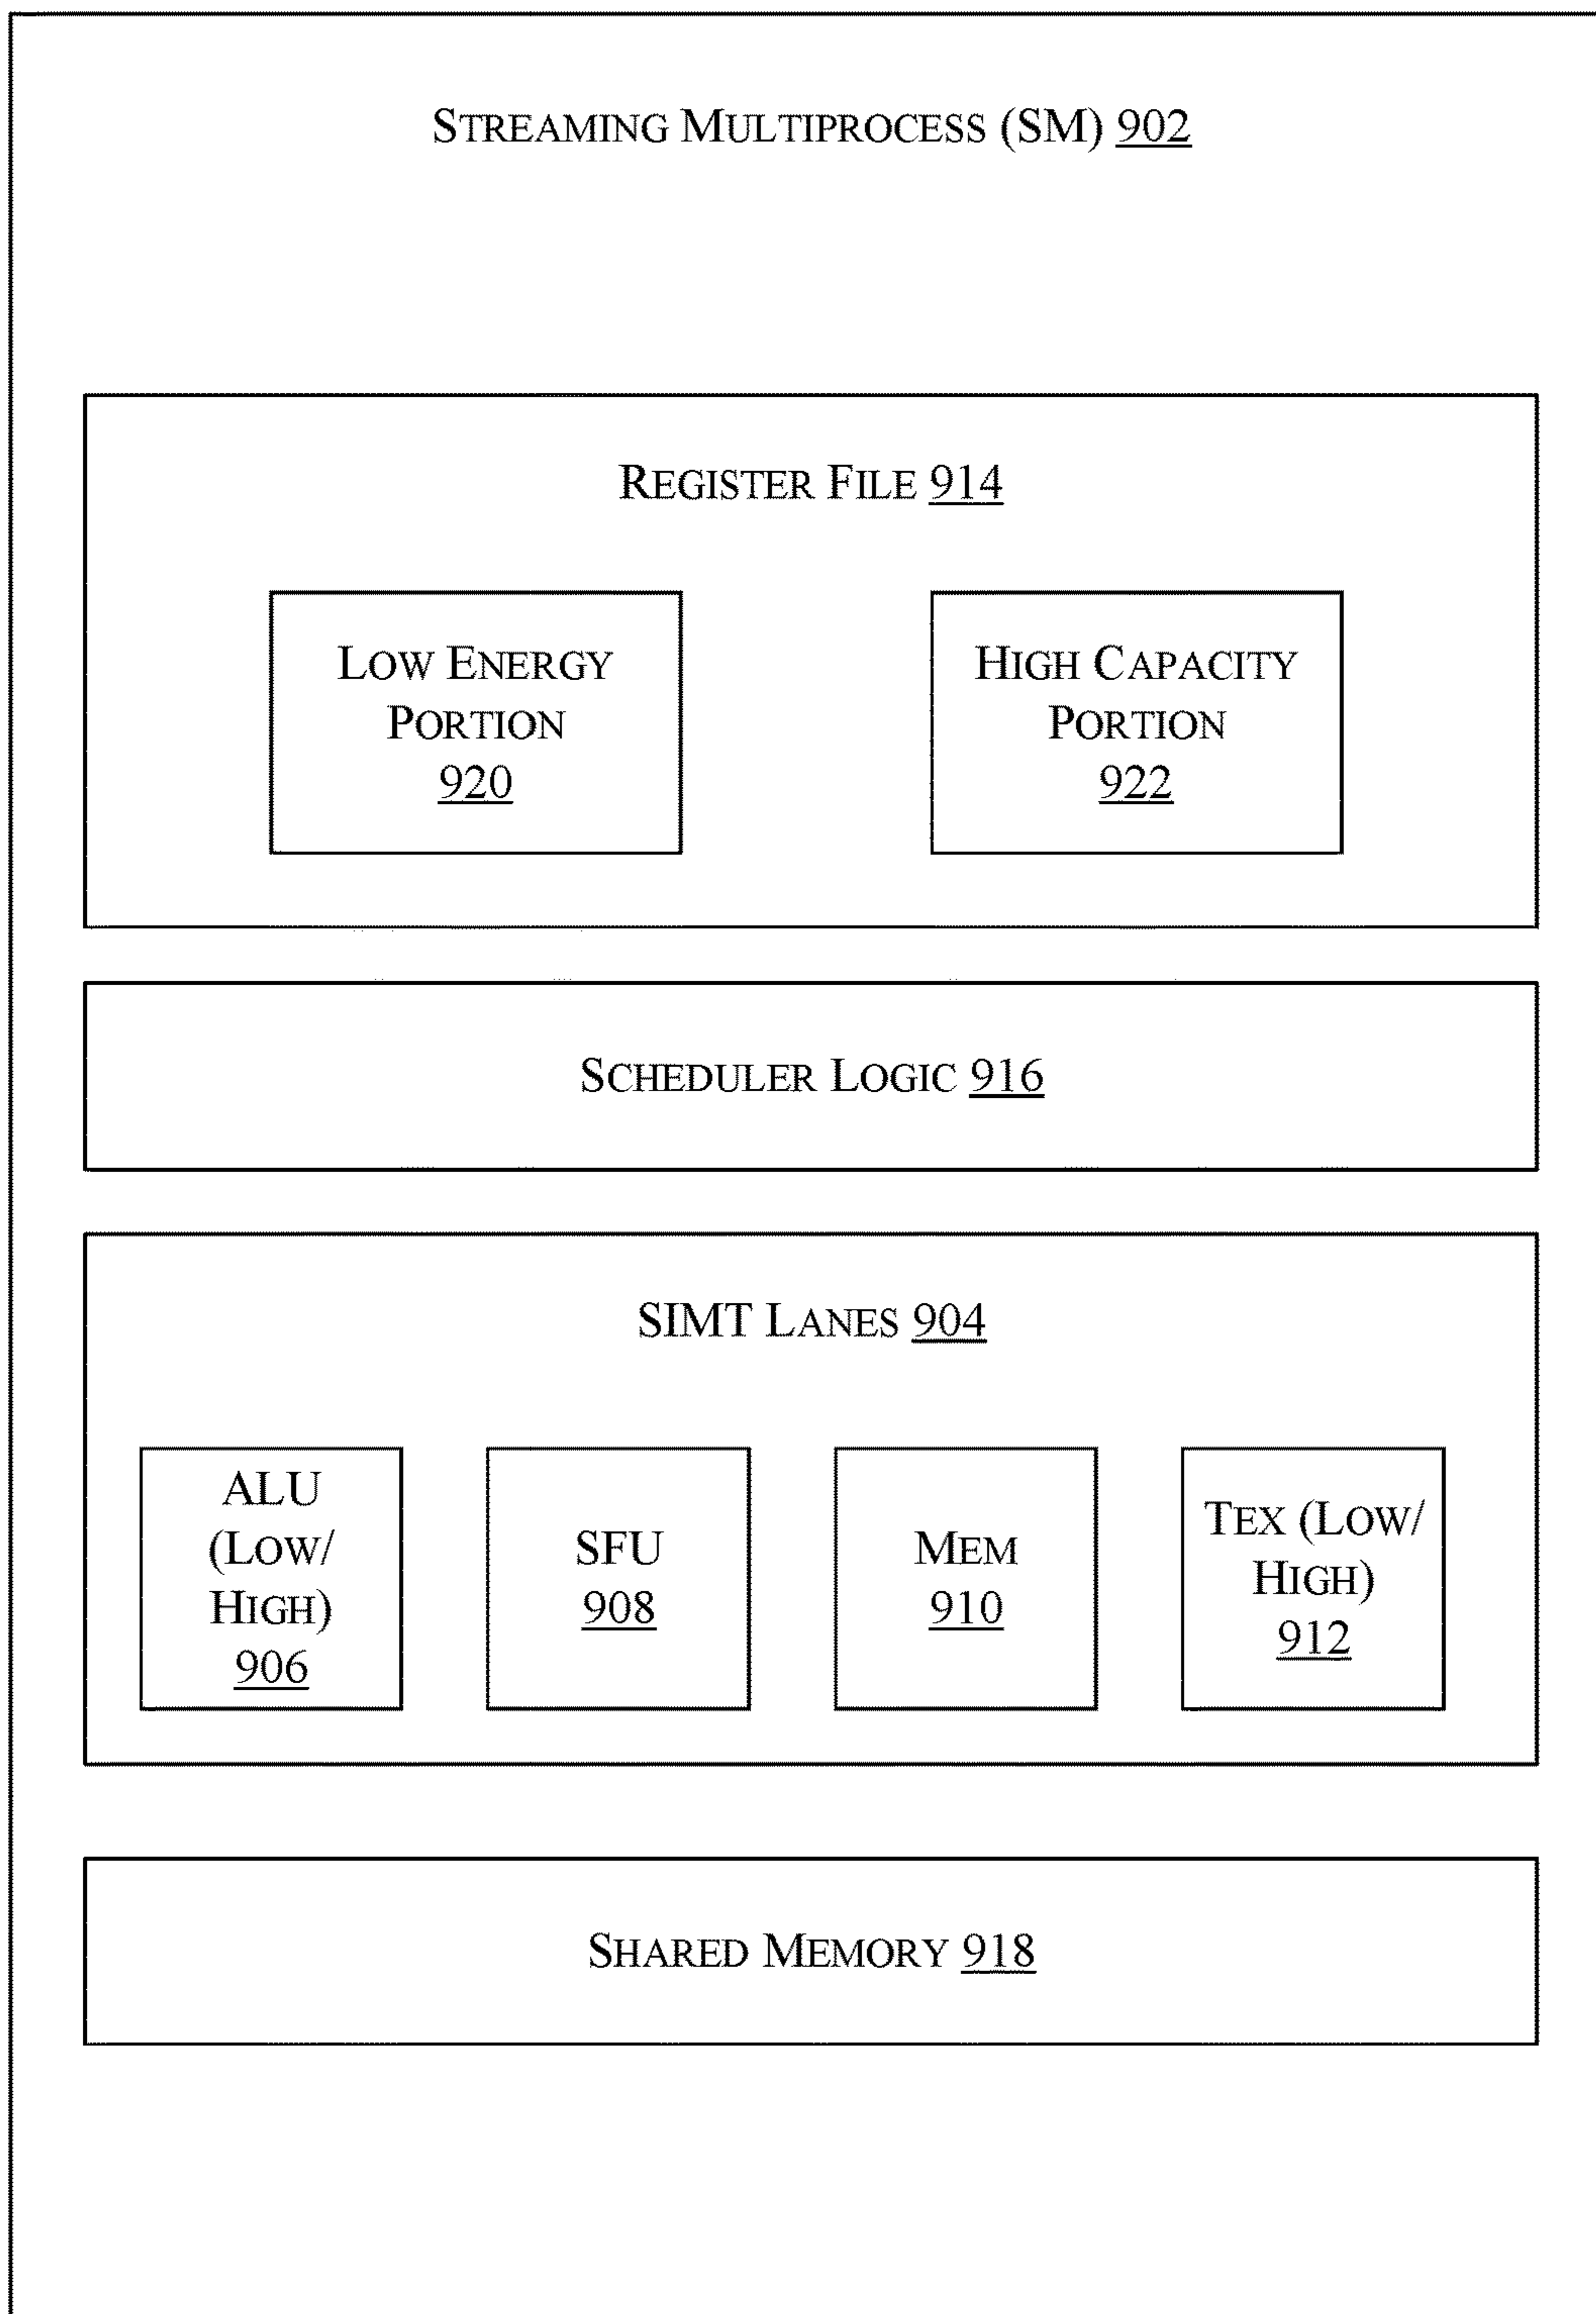 STREAMING MULTIPROCESS (SM) 902
REGISTER FILE 914
LOW ENERGY
PORTION
920
HIGH CAPACITY
PORTION
922
SCHEDULER LOGIC 916
SIMT LANES 904
ALU
(LOW/
HIGH)
906
SFU
908
MEM
910
TEX (LOW/
HIGH)
912
SHARED MEMORY 918